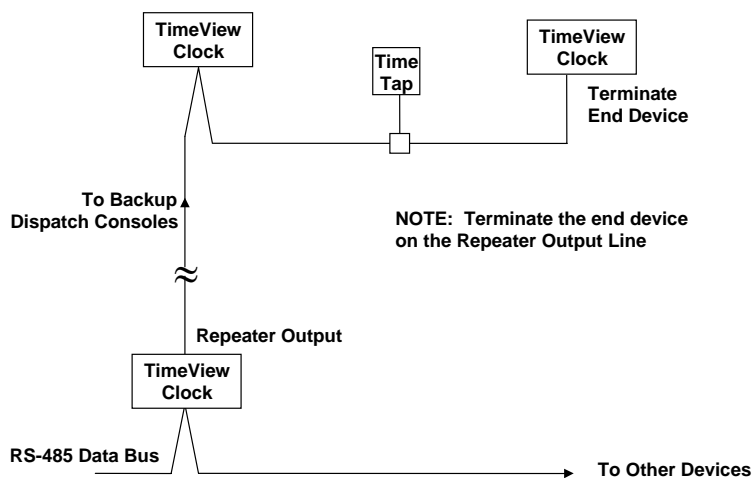 TimeView
Clock
Time
Tap
TimeView
Clock
Terminate
End Device
To Backup
Dispatch Consoles
NOTE:  Terminate the end device
on the Repeater Output Line
≈
Repeater Output
TimeView
Clock
RS-485 Data Bus
To Other Devices